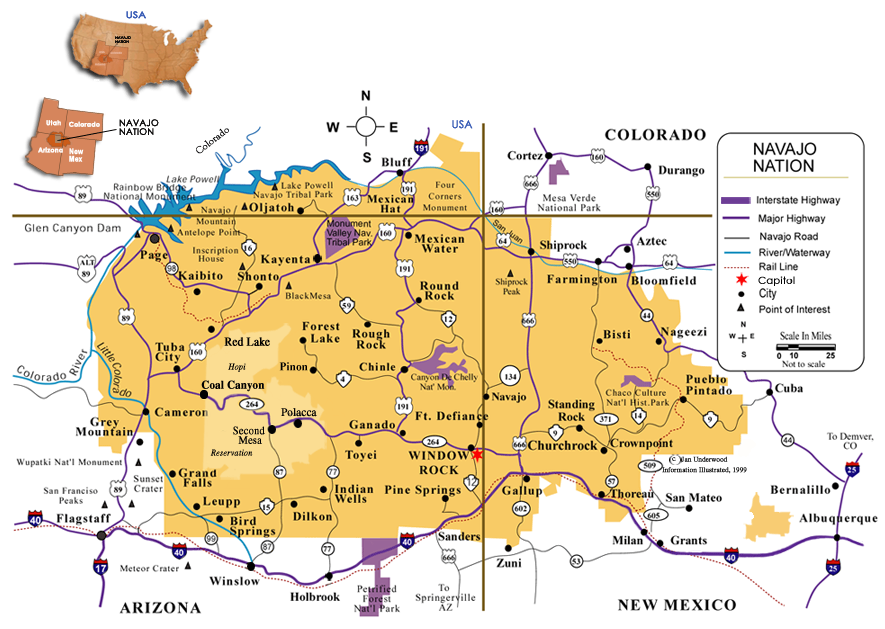 USA
NAVAJO
NATION
Utah
Colorado
Arizona
New
Mex
NAVAJO
NATION
N
W
E
S
USA
COLORADO
Colorado
191
Bluff
Cortez
160
Durango
666
550
Mesa Verde
National Park
89
Rainbow Bridge
National Monument
Lake Powell
Lake Powell
Navajo Tribal Park
163
191
Mexican
Hat
Four
Corners
Monument
160
Glen Canyon Dam
Navajo
Mountain
Oljatoh
Antelope Point
Monument
Valley Nav.
Tribal Park
160
Mexican
Water
San Juan
64
Shiprock
Aztec
550
64
Farmington
Bloomfield
Page
ALT
89
98
Inscription
House
16
Kaibito
Shonto
Kayenta
BlackMesa
191
Round
Rock
Shiprock
Peak
89
59
12
666
44
Forest
Lake
Rough
Rock
Bisti
Nageezi
Tuba
City
160
Red Lake
Hopi
Pinon
4
Chinle
Canyon De Chelly
Nat' Mon.
134
Colorado River
Little Colorado
Coal Canyon
264
Chaco Culture
Nat'l Hist.Park
Pueblo
Pintado
Cuba
Navajo
191
Ft. Defiance
Standing
Rock
371
14
9
Cameron
Polacca
Ganado
Grey
Mountain
Second
Mesa
Reservation
Toyei
264
WINDOW
ROCK
666
9
Churchrock
Crownpoint
44
To Denver,
CO
Wupatki Nat'l Monument
Sunset
Crater
Grand
Falls
87
77
509
© Ian Underwood
Information Illustrated, 1999
25
San Franciso
Peaks
89
Leupp
15
Indian
Wells
Pine Springs
12
Gallup
57
Thoreau
San Mateo
Bernalillo
Dilkon
602
605
Albuquerque
40
Flagstaff
Bird
Springs
99
87
77
40
Sanders
Milan
Grants
40
40
17
Meteor Crater
Winslow
666
Zuni
53
25
Holbrook
Petrified
Forest
Nat'l Park
To
Springerville
AZ
ARIZONA
NEW MEXICO
NAVAJO
NATION
Interstate Highway
Major Highway
Navajo Road
River/Waterway
Rail Line
Capitol
City
Point of Interest
N
W
E
S
Scale In Miles
0
10
25
Not to scale